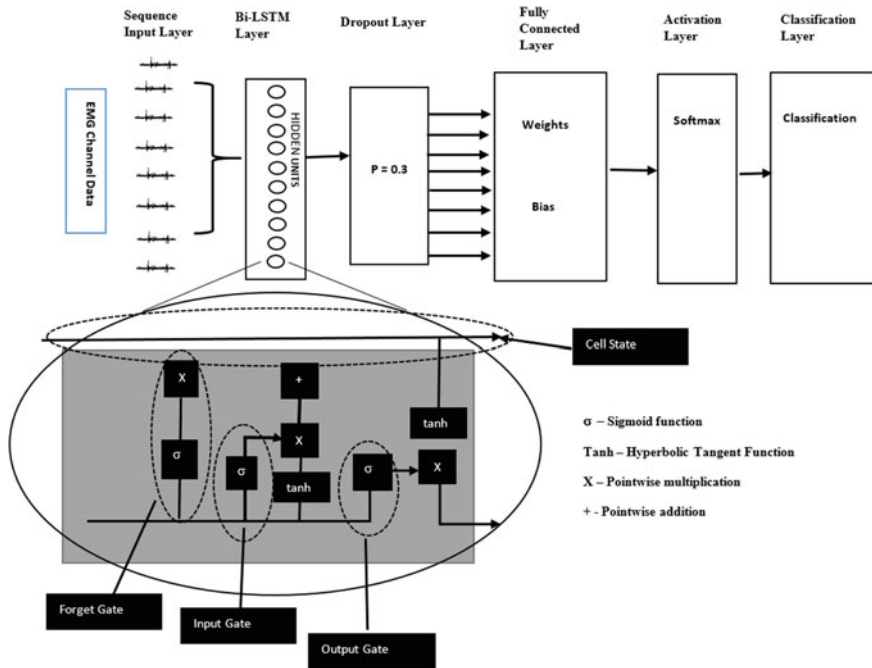 Sequence
Input Layer
Bi-LSTM
Layer
Dropout Layer
Fully
Connected
Layer
Activation
Layer
Classification
Layer
EMG Channel Data
HIDDEN UNITS
P = 0.3
Weights
Bias
Softmax
Classification
Cell State
X
+
tanh
X
σ
σ
tanh
σ
X
σ – Sigmoid function
Tanh – Hyperbolic Tangent Function
X – Pointwise multiplication
+ - Pointwise addition
Forget Gate
Input Gate
Output Gate